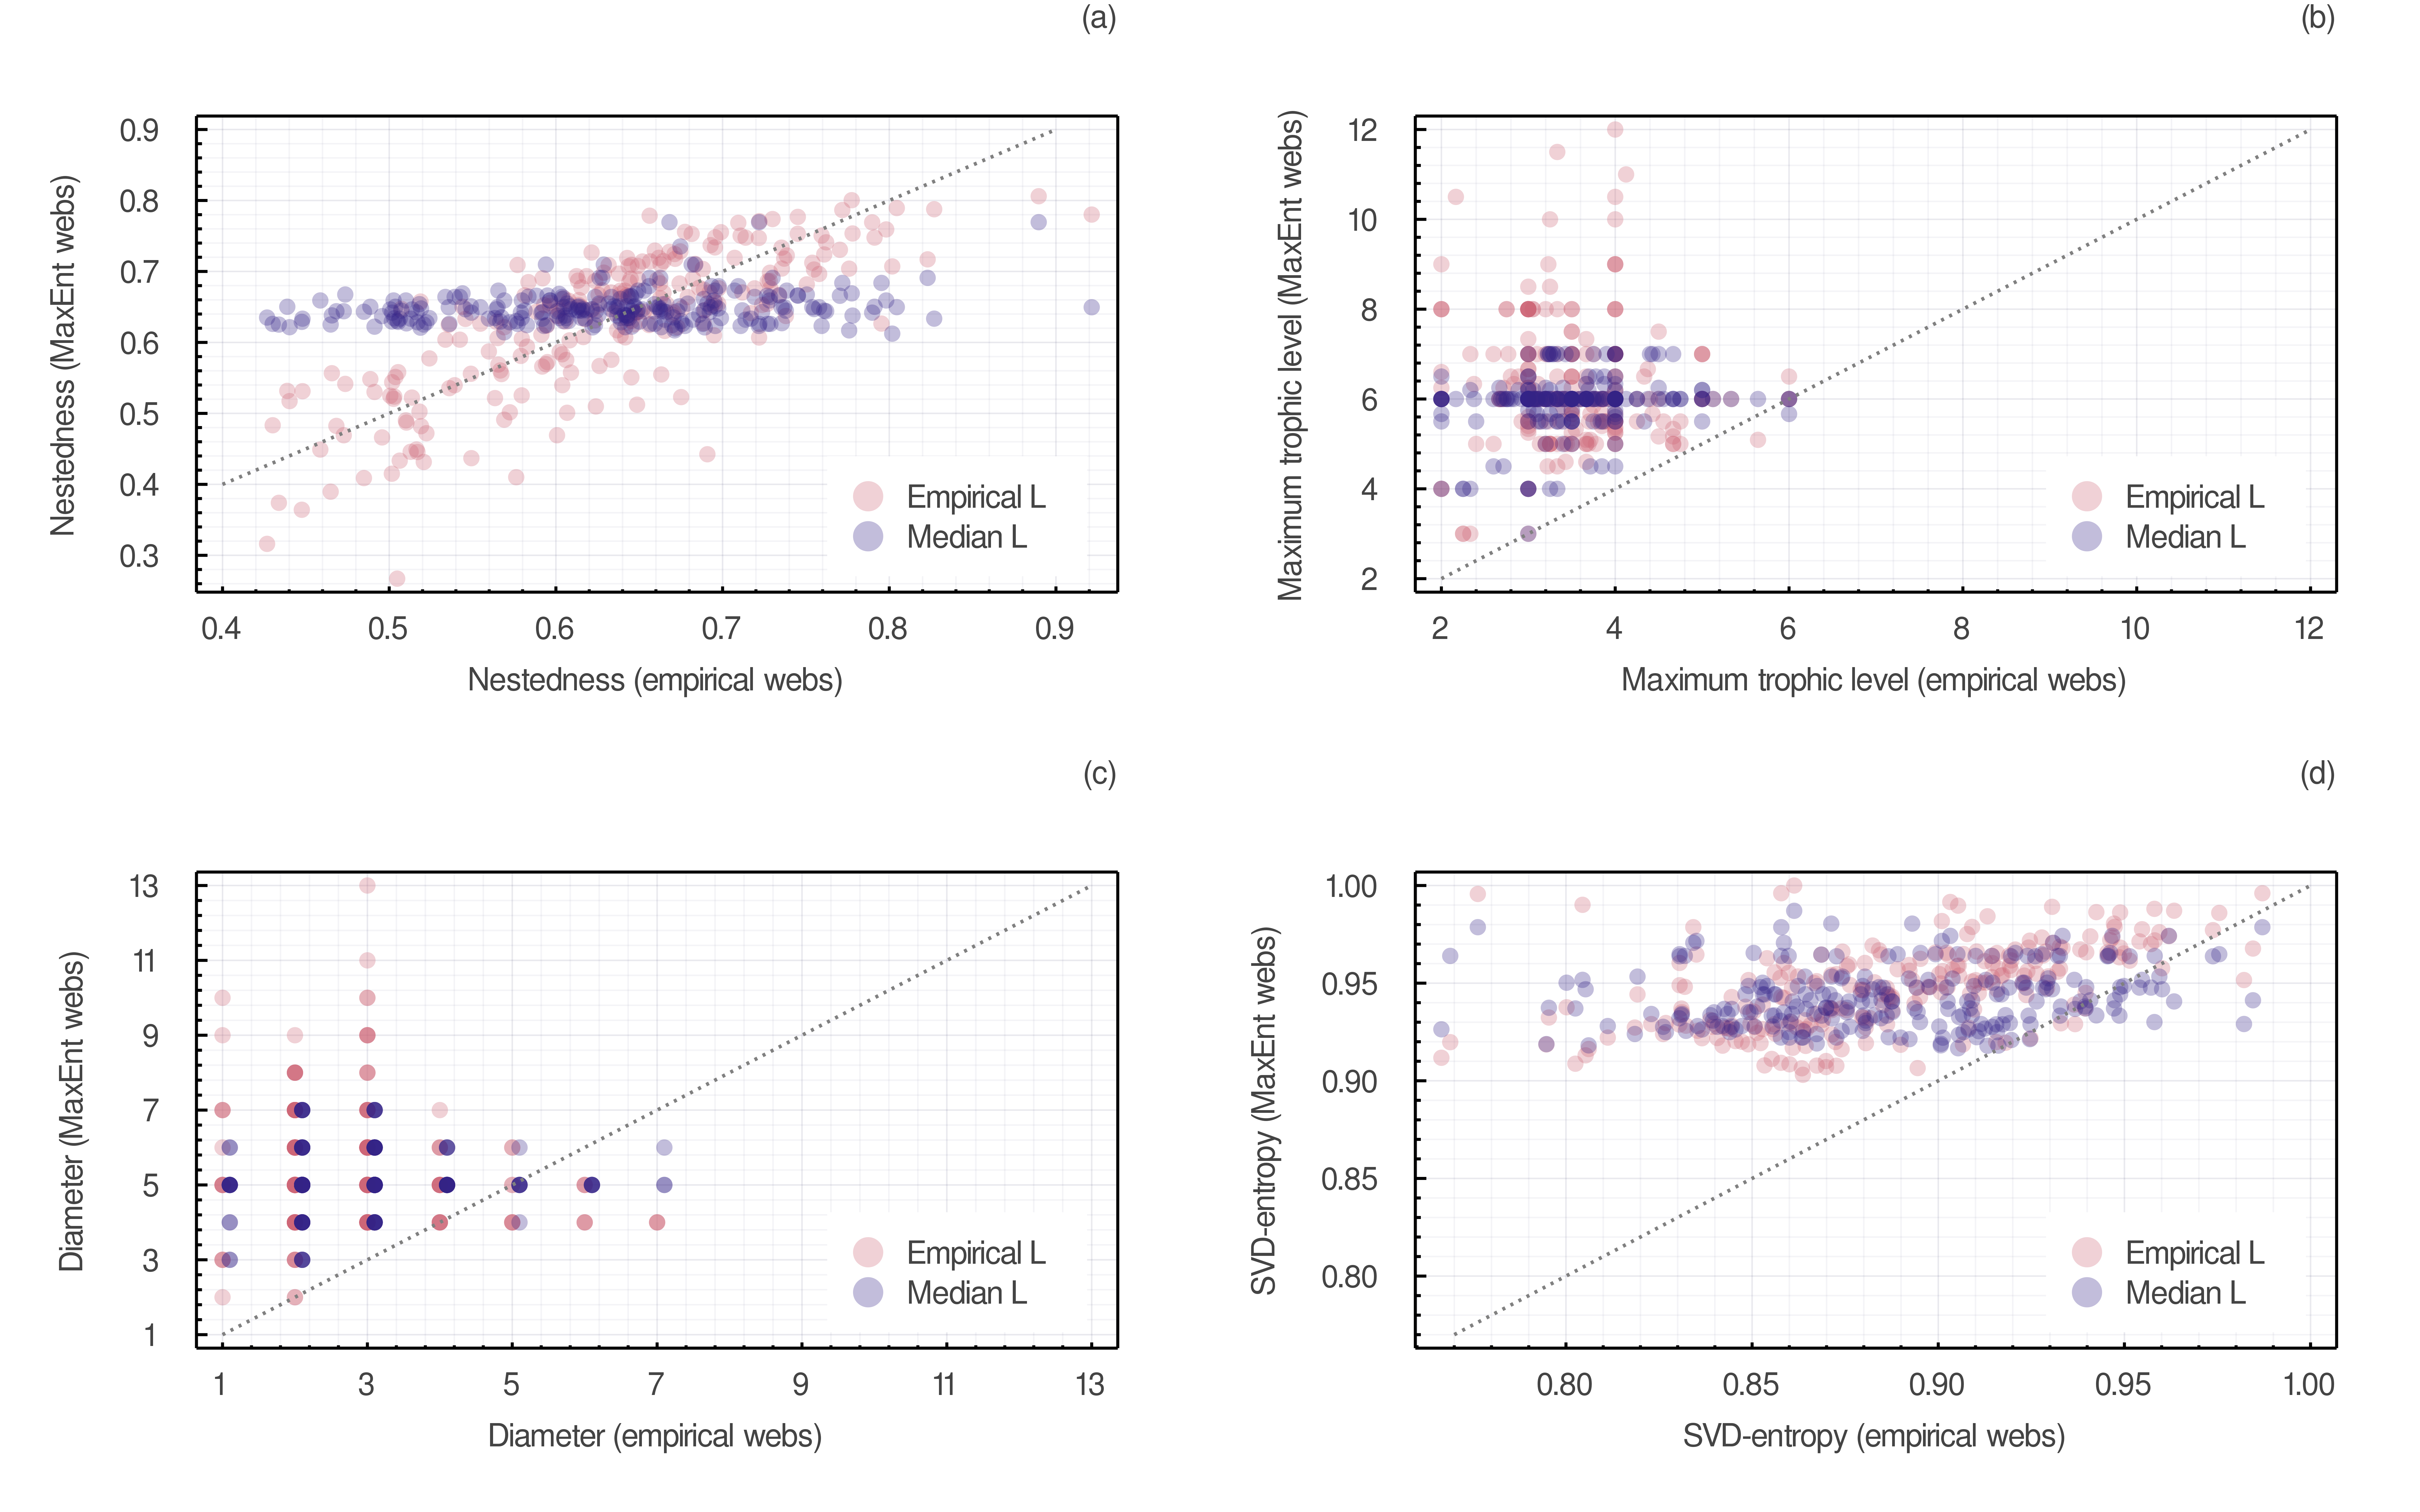 (a)
Nestedness (MaxEnt webs)
0.9
0.8
0.7
0.6
0.5
0.4
0.3
Empirical L
Median L
0.4 0.5 0.6 0.7 0.8 0.9
Nestedness (empirical webs)
(b)
Maximum trophic level (MaxEnt webs)
12
10
8
6
4
2
Empirical L
Median L
2 4 6 8 10 12
Maximum trophic level (empirical webs)
(c)
Diameter (MaxEnt webs)
13
11
9
7
5
3
1
Empirical L
Median L
1 3 5 7 9 11 13
Diameter (empirical webs)
(d)
SVD-entropy (MaxEnt webs)
1.00
0.95
0.90
0.85
0.80
Empirical L
Median L
0.80 0.85 0.90 0.95 1.00
SVD-entropy (empirical webs)